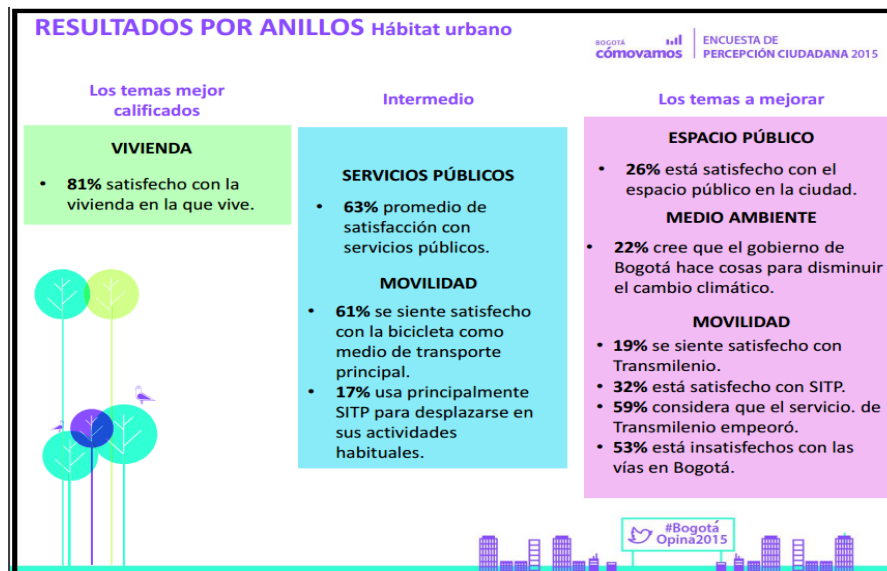 RESULTADOS POR ANILLOS Hábitat urbano
BOGOTÁ
cómovamos
ENCUESTA DE
PERCEPCIÓN CIUDADANA 2015
Los temas mejor
calificados
VIVIENDA
• 81% satisfecho con la
vivienda en la que vive.
Intermedio
SERVICIOS PÚBLICOS
• 63% promedio de
satisfacción con
servicios públicos.
MOVILIDAD
• 61% se siente satisfecho
con la bicicleta como
medio de transporte
principal.
• 17% usa principalmente
SITP para desplazarse en
sus actividades
habituales.
Los temas a mejorar
ESPACIO PÚBLICO
• 26% está satisfecho con el
espacio público en la ciudad.
MEDIO AMBIENTE
• 22% cree que el gobierno de
Bogotá hace cosas para disminuir
el cambio climático.
MOVILIDAD
• 19% se siente satisfecho con
Transmilenio.
• 32% está satisfecho con SITP.
• 59% considera que el servicio. de
Transmilenio empeoró.
• 53% está insatisfechos con las
vías en Bogotá.
#Bogotá
Opina2015